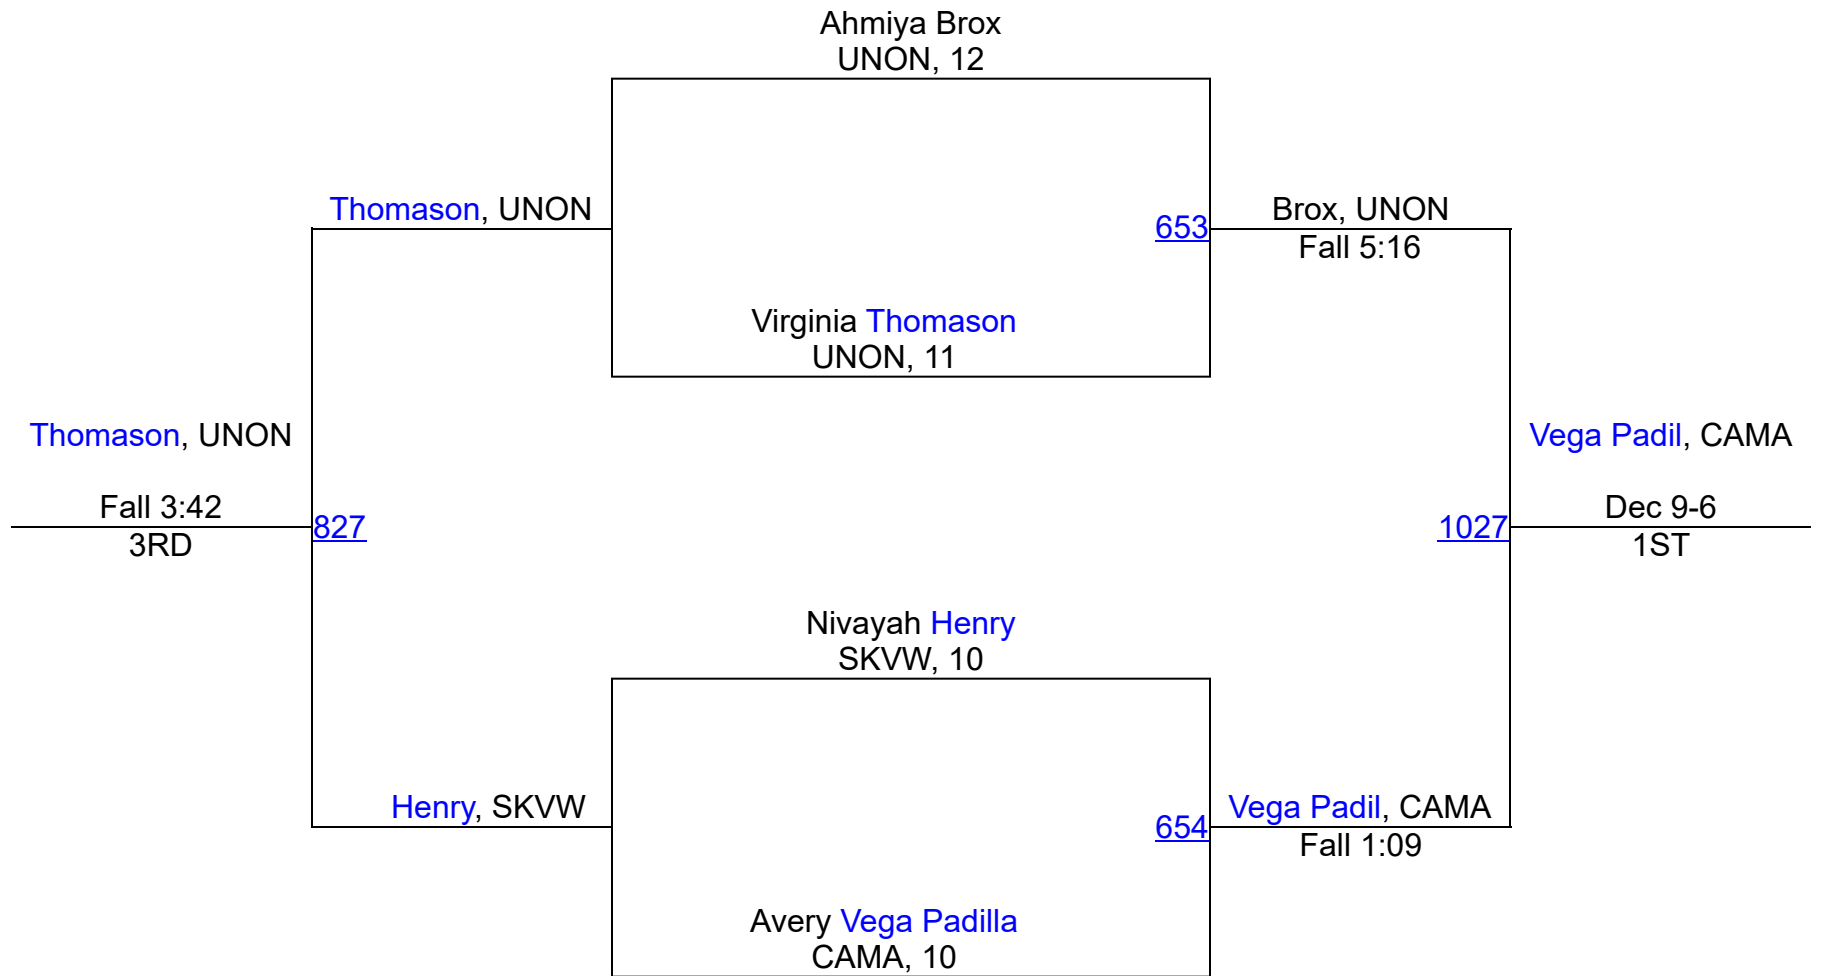 Ahmiya Brox
UNON, 12
Thomason, UNON
653
Brox, UNON
Fall 5:16
Virginia Thomason
UNON, 11
Thomason, UNON
Vega Padil, CAMA
Fall 3:42
827
3RD
1027
Dec 9-6
1ST
Nivayah Henry
SKVW, 10
Henry, SKVW
654
Vega Padil, CAMA
Fall 1:09
Avery Vega Padilla
CAMA, 10